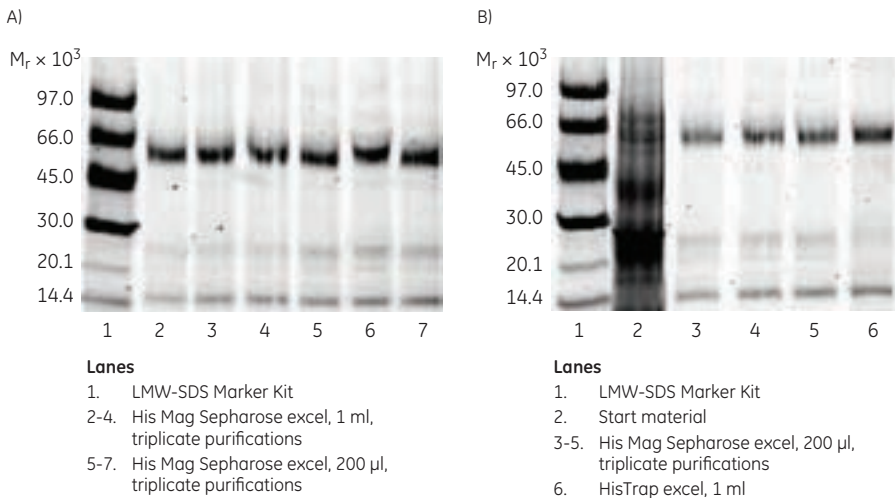 A)
M_r × 10³
97.0
66.0
45.0
30.0
20.1
14.4
1 2 3 4 5 6 7
Lanes
1. LMW-SDS Marker Kit
2-4. His Mag Sepharose excel, 1 ml,
triplicate purifications
5-7. His Mag Sepharose excel, 200 µl,
triplicate purifications
B)
M_r × 10³
97.0
66.0
45.0
30.0
20.1
14.4
1 2 3 4 5 6
Lanes
1. LMW-SDS Marker Kit
2. Start material
3-5. His Mag Sepharose excel, 200 µl,
triplicate purifications
6. HisTrap excel, 1 ml